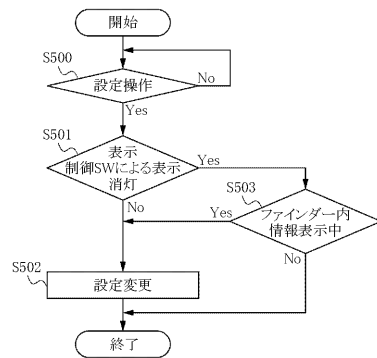 開始
S500
設定操作
No
Yes
S501
表示
制御SWによる表示
消灯
Yes
No
S503
ファインダー内
情報表示中
Yes
No
S502
設定変更
終了